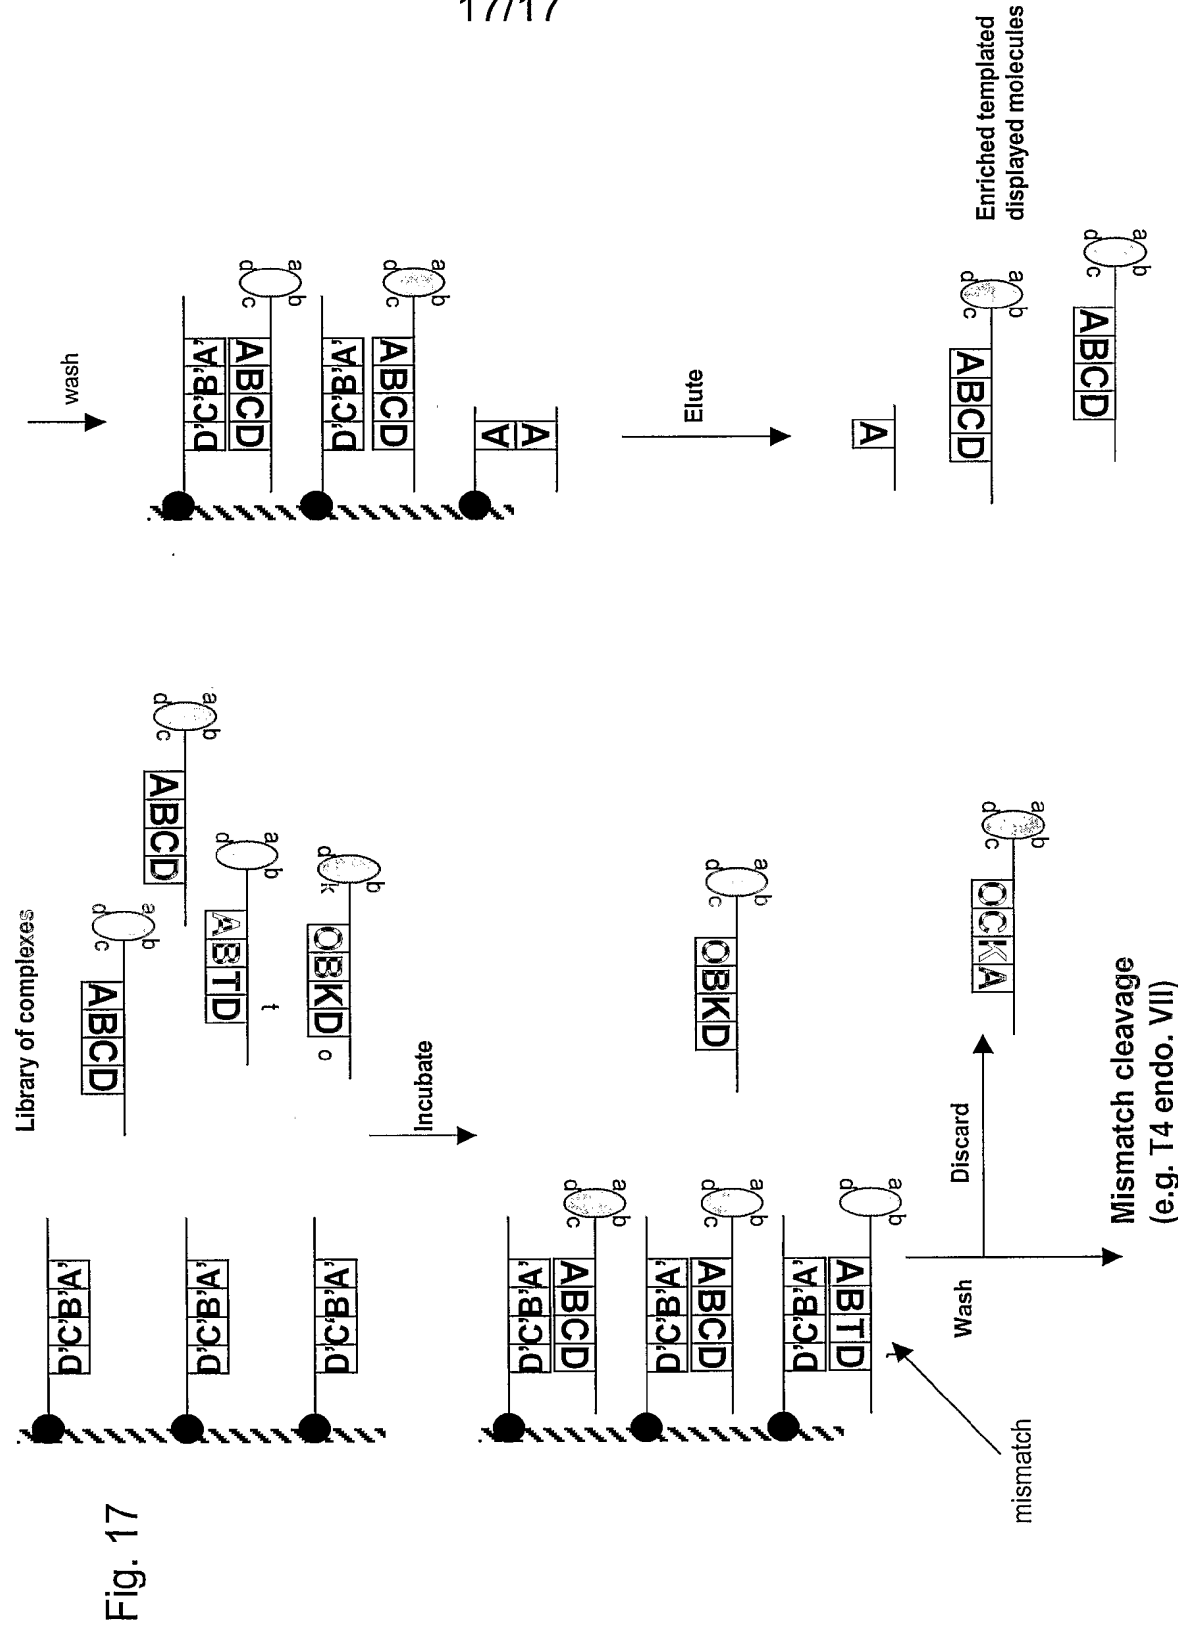 17/17
Fig. 17
Library of complexes
D'C'B'A'
D'C'B'A'
D'C'B'A'
ABCD
d a
c b
ABCD
d a
c b
ABTD
d a
b
t
OBKD
d
k b
o
Incubate
D'C'B'A'
ABCD
d a
c b
D'C'B'A'
ABCD
d a
c b
D'C'B'A'
ABTD
d a
b
t
OBKD
d a
c b
mismatch
Wash
Discard
OCKA
d a
c b
Mismatch cleavage
(e.g. T4 endo. VII)
wash
D'C'B'A'
ABCD
d a
c b
D'C'B'A'
ABCD
d a
c b
A
A
Elute
A
ABCD
d a
c b
ABCD
d a
c b
Enriched templated
displayed molecules